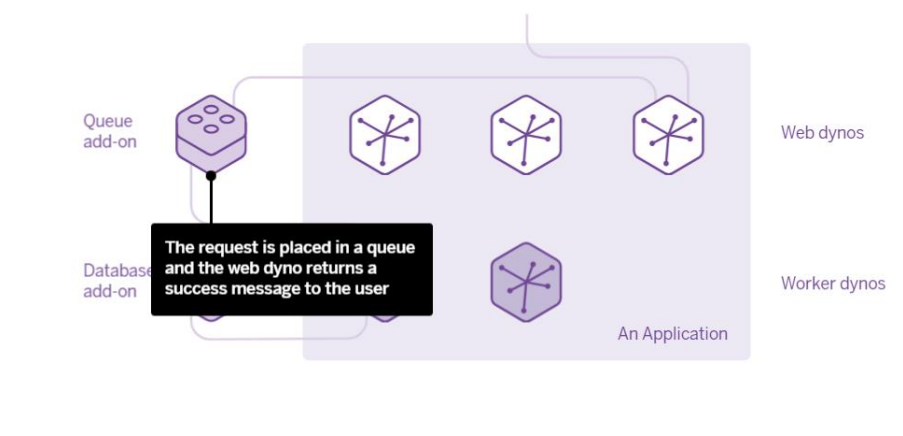 Queue
add-on
Web dynos
The request is placed in a queue
and the web dyno returns a
success message to the user
Database
add-on
Worker dynos
An Application